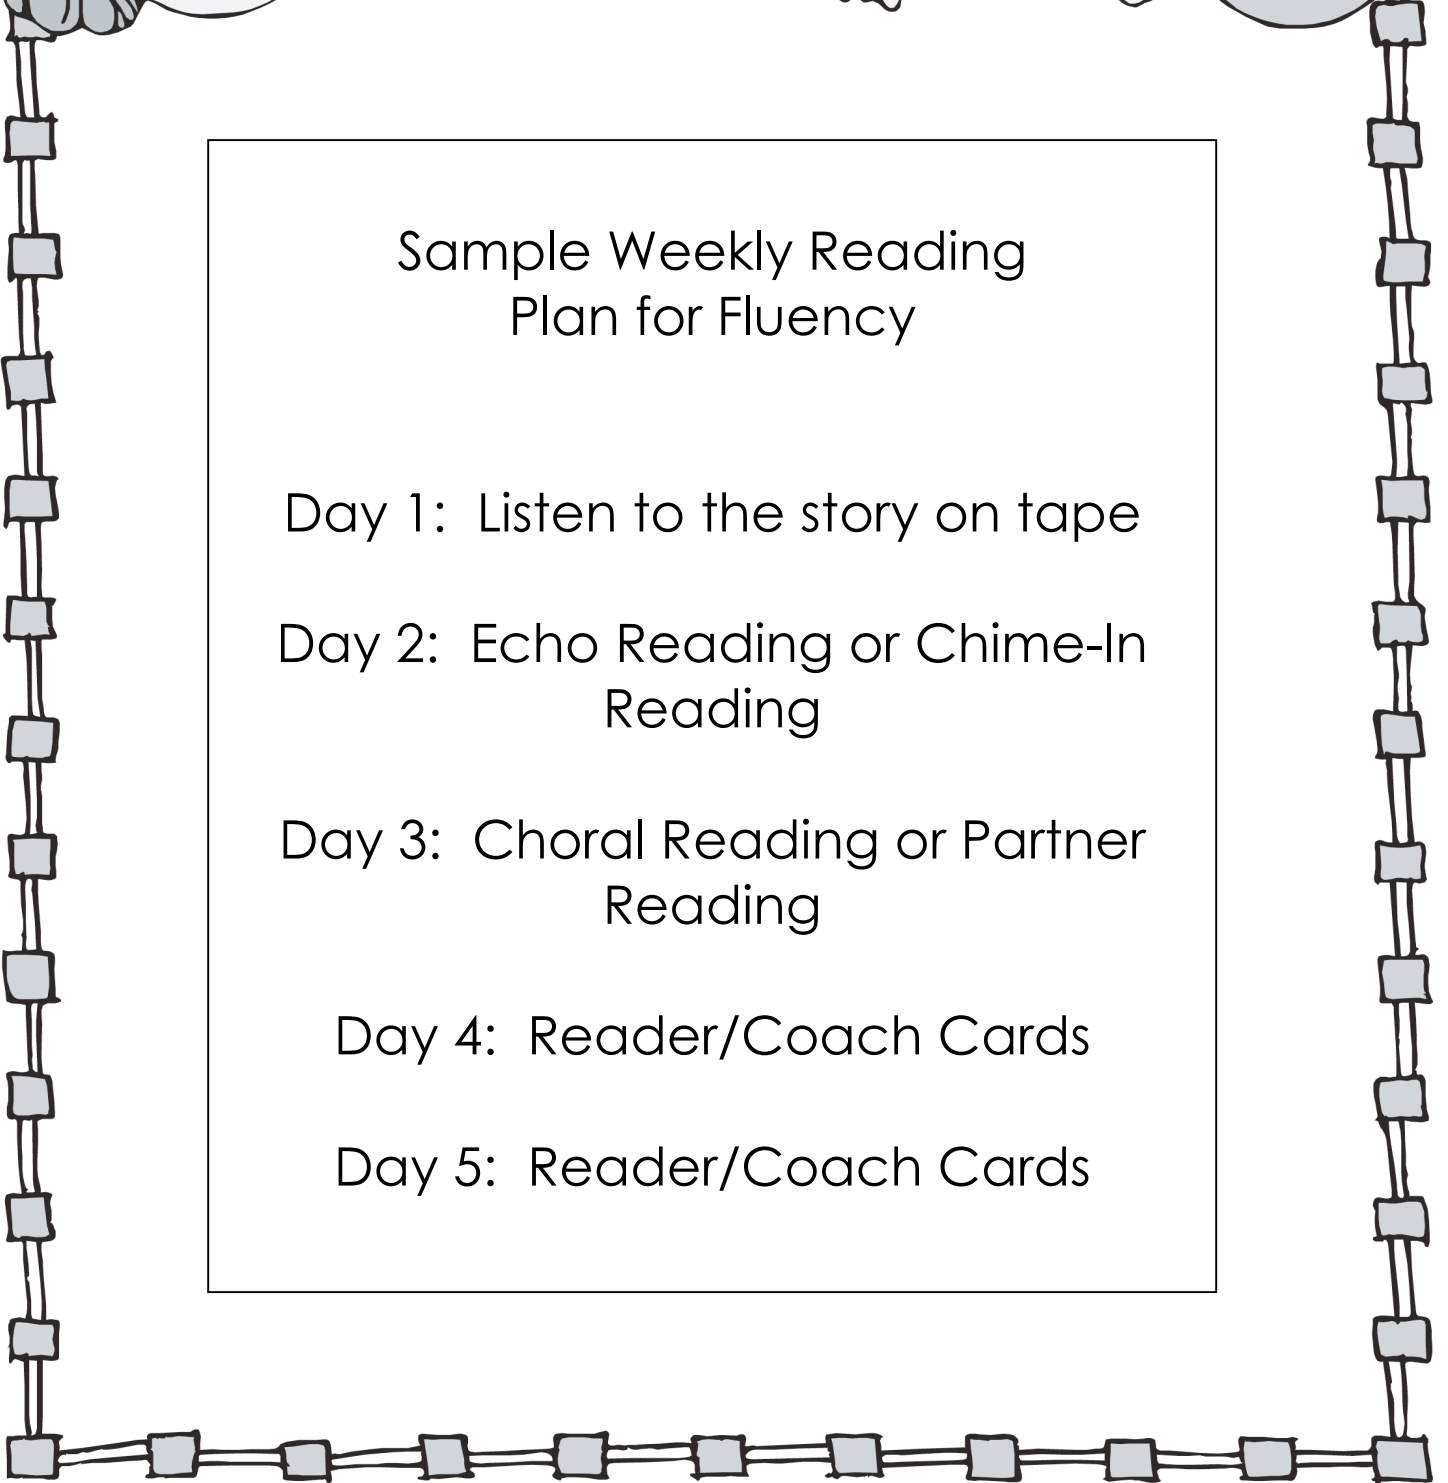 Sample Weekly Reading
Plan for Fluency
Day 1:  Listen to the story on tape
Day 2:  Echo Reading or Chime-In
Reading
Day 3:  Choral Reading or Partner
Reading
Day 4:  Reader/Coach Cards
Day 5:  Reader/Coach Cards